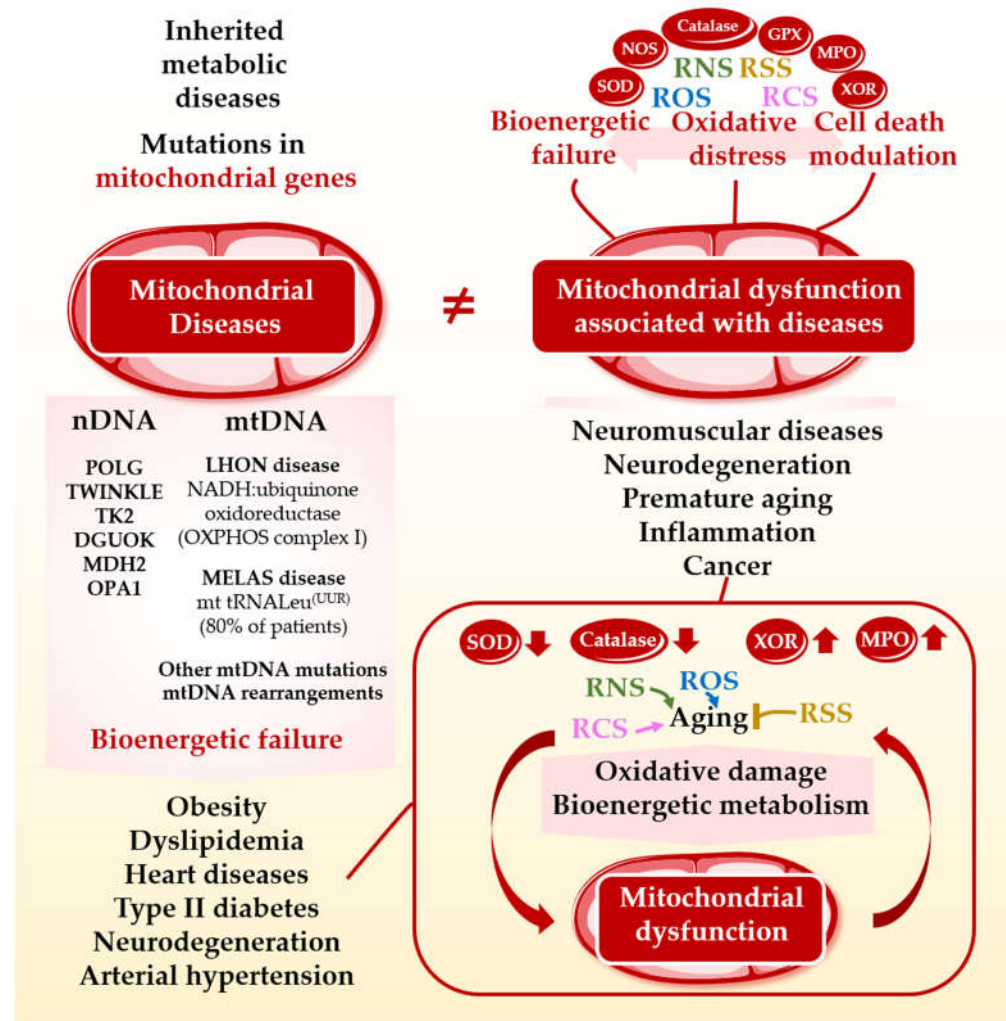 Inherited
metabolic
diseases
Mutations in
mitochondrial genes
Mitochondrial
Diseases
nDNA
POLG
TWINKLE
TK2
DGUOK
MDH2
OPA1
mtDNA
LHON disease
NADH:ubiquinone
oxidoreductase
(OXPHOS complex I)
MELAS disease
mt tRNALeu(UUR)
(80% of patients)
Other mtDNA mutations
mtDNA rearrangements
Bioenergetic failure
Obesity
Dyslipidemia
Heart diseases
Type II diabetes
Neurodegeneration
Arterial hypertension
≠
SOD
NOS
Catalase
GPX
MPO
XOR
RNS RSS
ROS RCS
Bioenergetic
failure
Oxidative
distress
Cell death
modulation
Mitochondrial dysfunction
associated with diseases
Neuromuscular diseases
Neurodegeneration
Premature aging
Inflammation
Cancer
SOD Catalase XOR MPO
RNS ROS
RCS Aging RSS
Oxidative damage
Bioenergetic metabolism
Mitochondrial
dysfunction